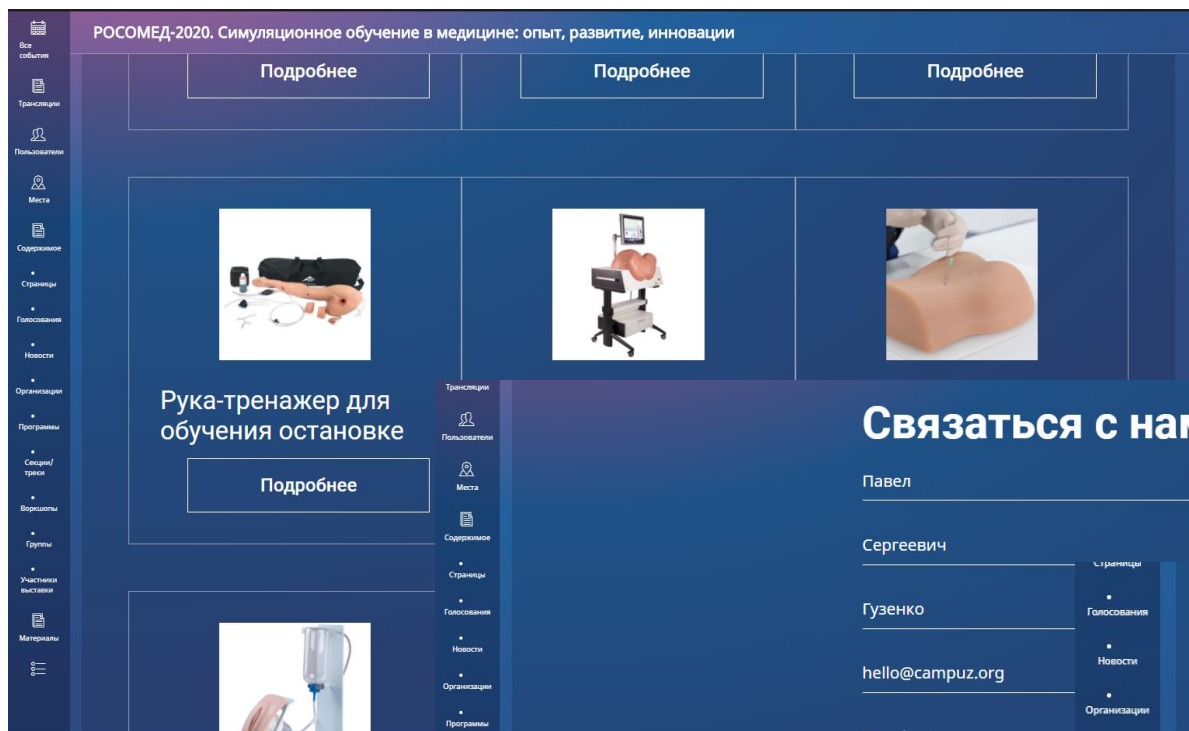 Все
события
Трансляции
Пользователи
Места
Содержимое
Страницы
Голосования
Новости
Организации
Программы
Секции/
треки
Воркшопы
Группы
Участники
выставки
Материалы
РОСОМЕД-2020. Симуляционное обучение в медицине: опыт, развитие, инновации
Подробнее
Подробнее
Подробнее
Рука-тренажер для
обучения остановке
Подробнее
Трансляции
Пользователи
Места
Содержимое
Страницы
Голосования
Новости
Организации
Программы
Связаться с нам
Павел
Сергеевич
Гузенко
hello@campuz.org
Страницы
Голосования
Новости
Организации